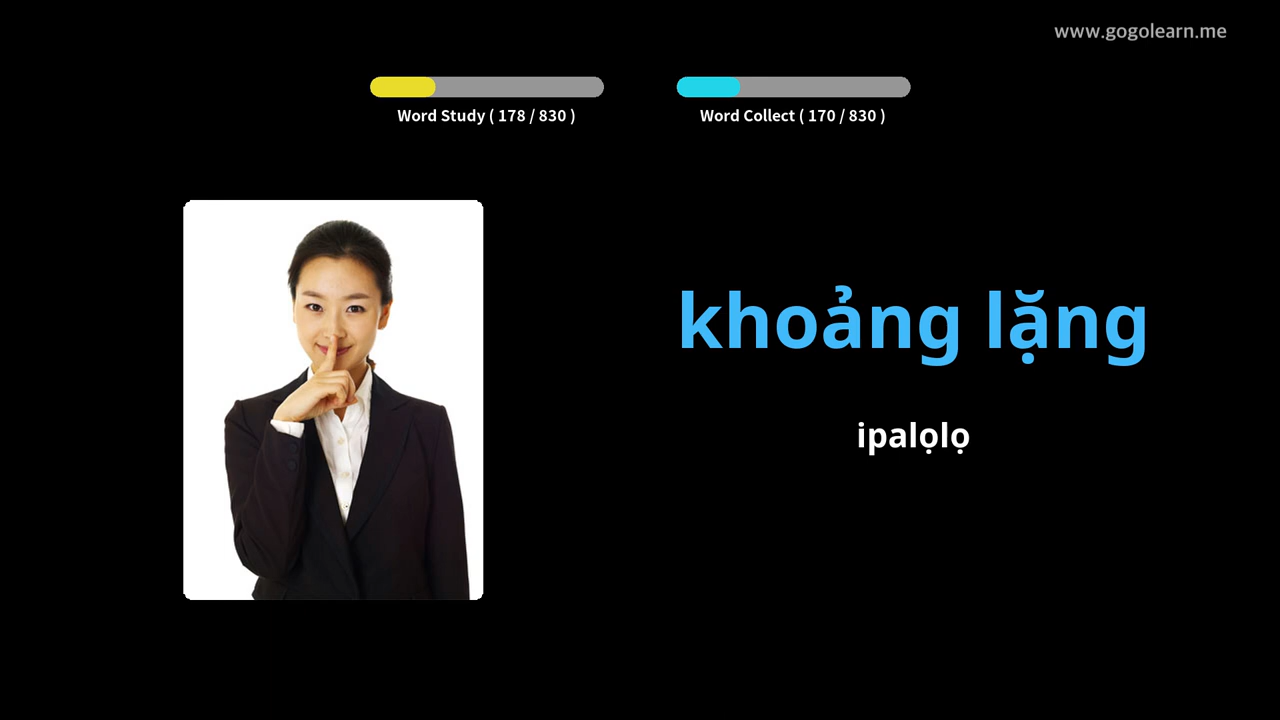 www.gogolearn.me
Word Study ( 178 / 830 )
Word Collect ( 170 / 830 )
khoảng lặng
ipalọlọ